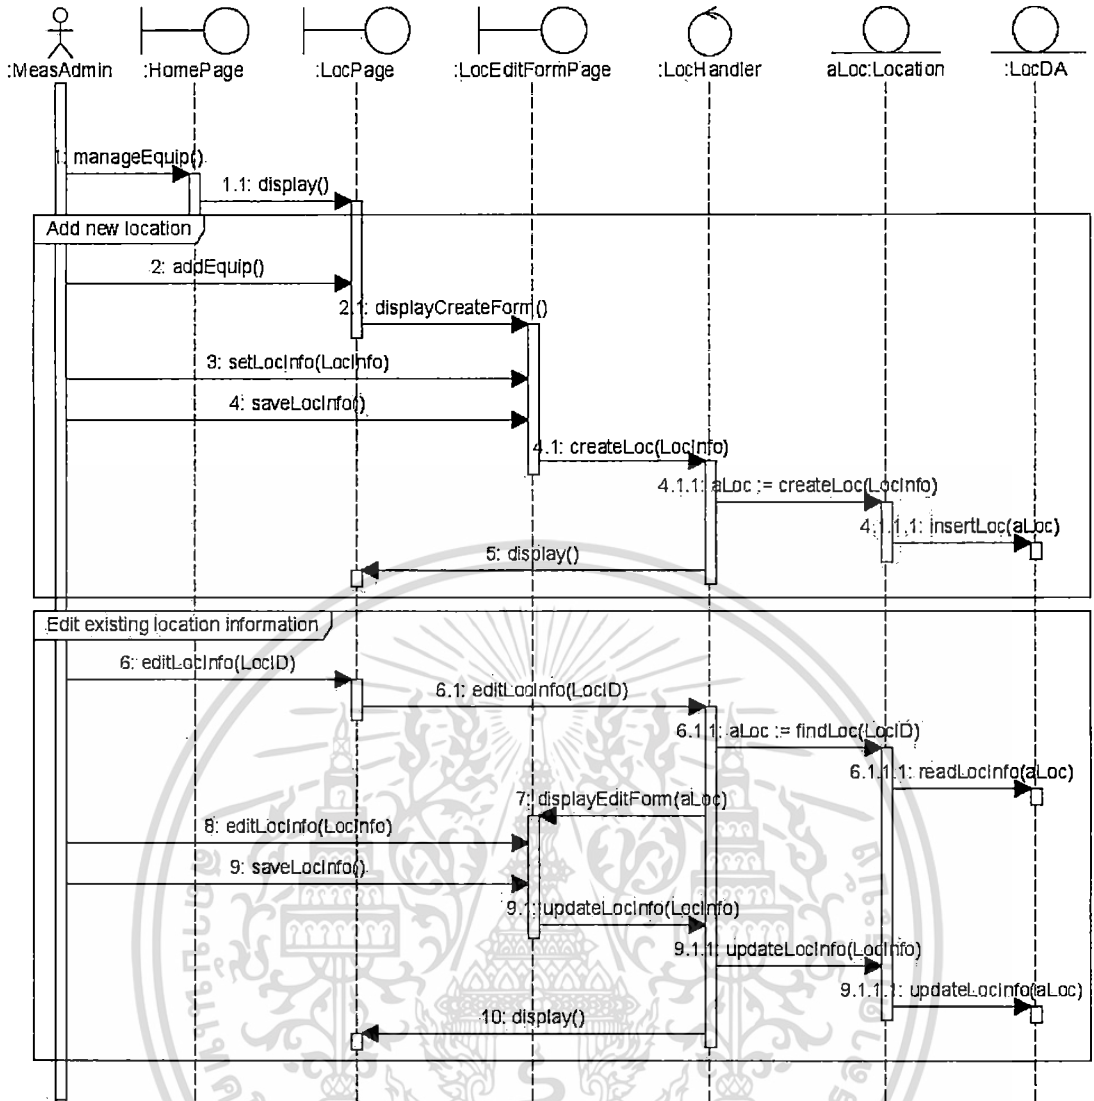 :MeasAdmin :HomePage :LocPage :LocEditFormPage :LocHandler aLoc:Location :LocDA
1: manageEquip()
1.1: display()
Add new location
2: addEquip()
2.1: displayCreateForm()
3: setLocInfo(LocInfo)
4: saveLocInfo()
4.1: createLoc(LocInfo)
4.1.1: aLoc := createLoc(LocInfo)
4.1.1.1: insertLoc(aLoc)
5: display()
Edit existing location information
6: editLocInfo(LocID)
6.1: editLocInfo(LocID)
6.1.1: aLoc := findLoc(LocID)
6.1.1.1: readLocInfo(aLoc)
7: displayEditForm(aLoc)
8: editLocInfo(LocInfo)
9: saveLocInfo()
9.1: updateLocInfo(LocInfo)
9.1.1: updateLocInfo(LocInfo)
9.1.1.1: updateLocInfo(aLoc)
10: display()